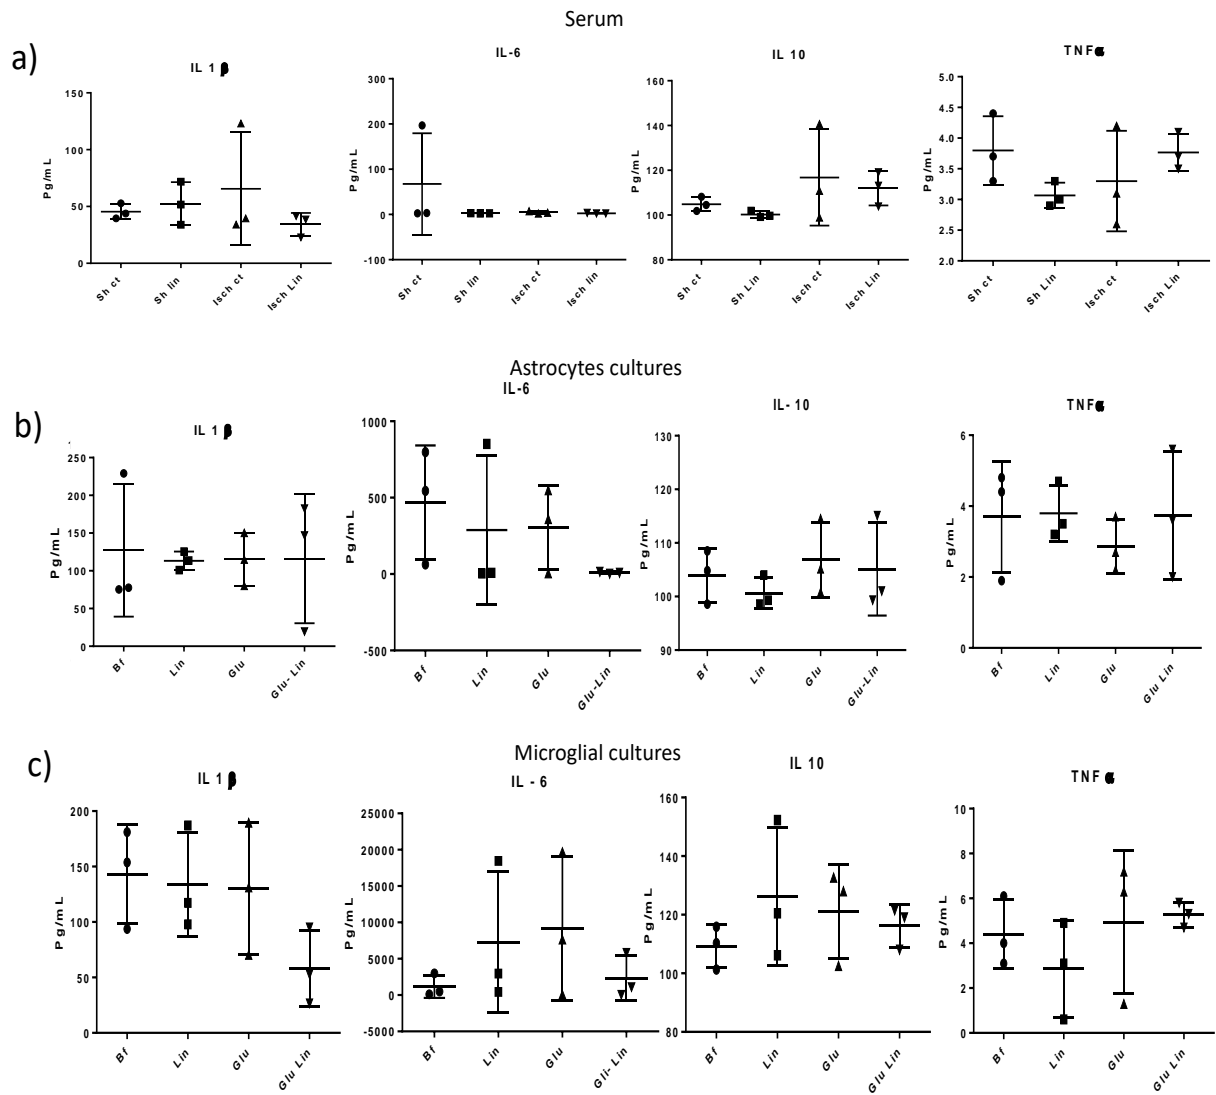 Serum
a)
IL 1 β
Pg/mL
150
100
50
0
Sh ct
Sh lin
Isch ct
Isch Lin
IL-6
Pg/mL
300
200
100
0
-100
Sh ct
Sh lin
Isch ct
Isch lin
IL 10
Pg/mL
160
140
120
100
80
Sh ct
Sh Lin
Isch ct
Isch Lin
TNFα
Pg/mL
5.0
4.5
4.0
3.5
3.0
2.5
2.0
Sh ct
Sh Lin
Isch ct
Isch Lin
Astrocytes cultures
b)
IL 1 β
Pg/mL
250
200
150
100
50
0
Bf
Lin
Glu
Glu- Lin
IL-6
Pg/mL
1000
500
0
-500
Bf
Lin
Glu
Glu-Lin
IL- 10
Pg/mL
130
120
110
100
90
Bf
Lin
Glu
Glu-Lin
TNFα
Pg/mL
6
4
2
0
Bf
Lin
Glu
Glu Lin
Microglial cultures
c)
IL 1 β
Pg/mL
200
150
100
50
0
Bf
Lin
Glu
Glu Lin
IL - 6
Pg/mL
25000
20000
15000
10000
5000
0
-5000
Bf
Lin
Glu
Gli- Lin
IL 10
Pg/mL
160
140
120
100
80
Bf
Lin
Glu
Glu Lin
TNF α
Pg/mL
10
8
6
4
2
0
Bf
Lin
Glu
Glu Lin